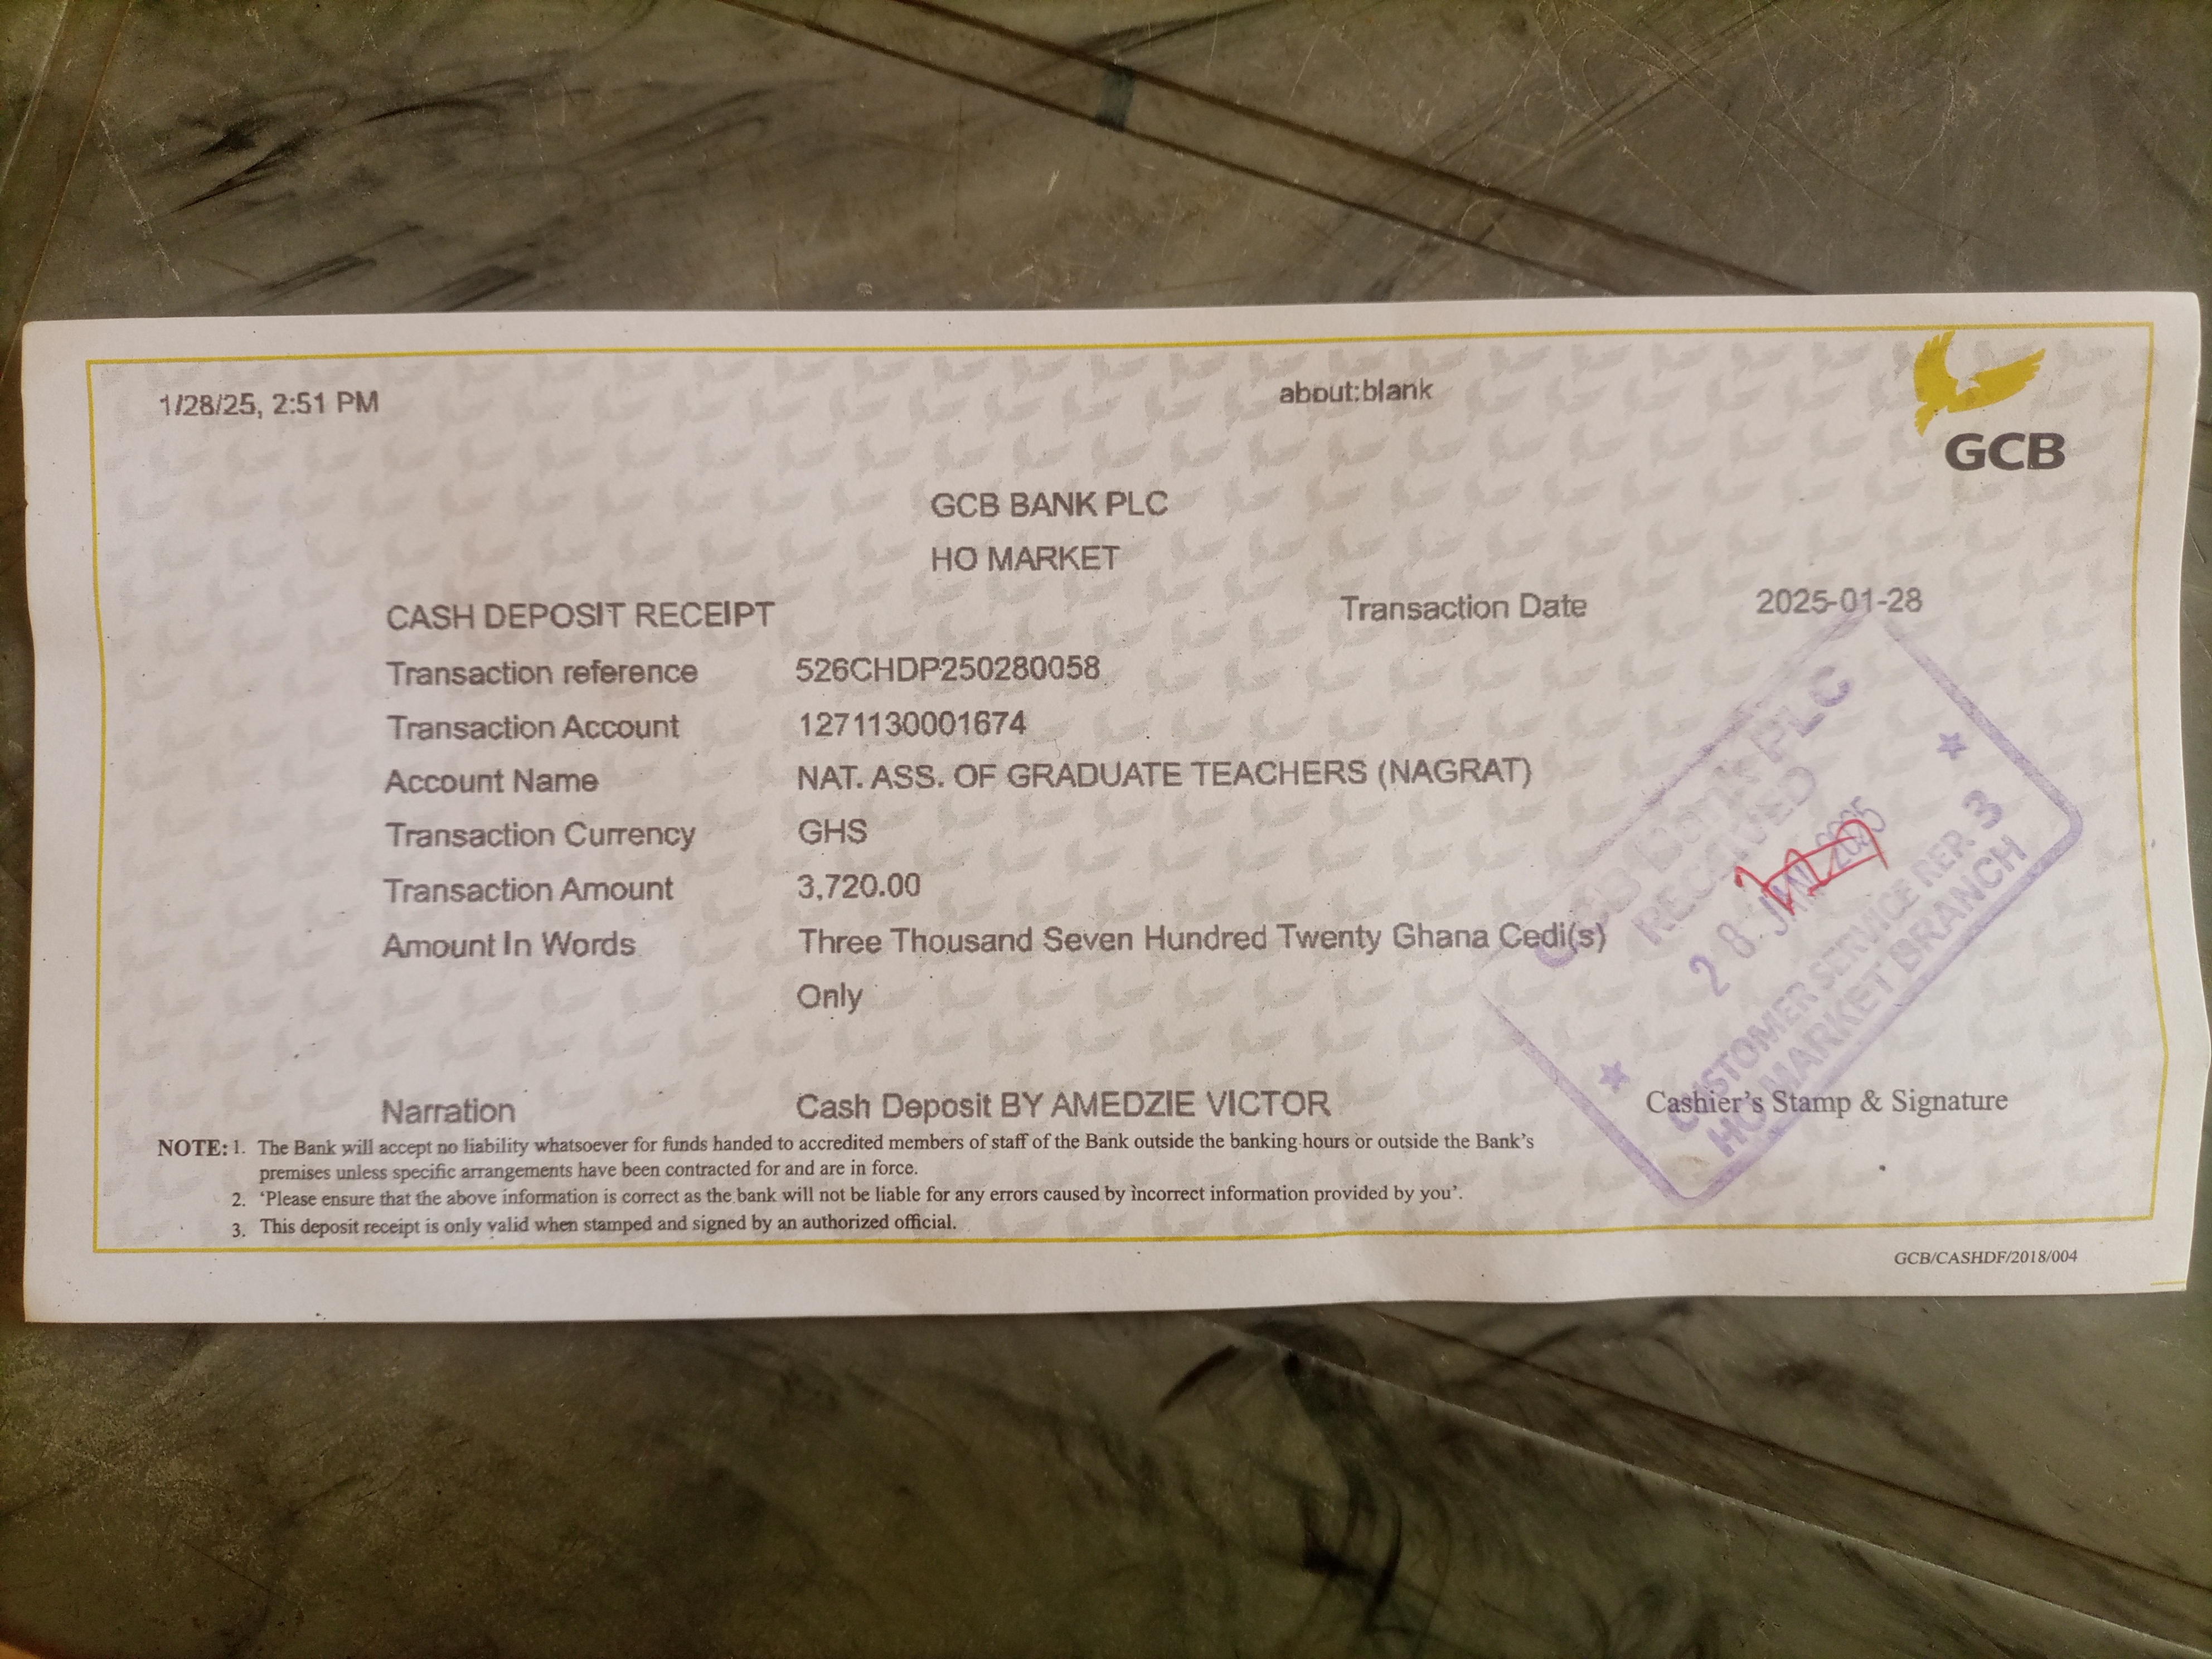 1/28/25, 2:51 PM about:blank
GCB
GCB BANK PLC
HO MARKET
CASH DEPOSIT RECEIPT Transaction Date 2025-01-28
Transaction reference 526CHDP250280058
Transaction Account 1271130001674
Account Name NAT. ASS. OF GRADUATE TEACHERS (NAGRAT)
Transaction Currency GHS
Transaction Amount 3,720.00
Amount In Words Three Thousand Seven Hundred Twenty Ghana Cedi(s)
Only
GCB Bank PLC
RECEIVED
28 JAN 2025
CUSTOMER SERVICE RER 3
HO MARKET BRANCH
Narration Cash Deposit BY AMEDZIE VICTOR
Cashier's Stamp & Signature
NOTE: 1. The Bank will accept no liability whatsoever for funds handed to accredited members of staff of the Bank outside the banking hours or outside the Bank's
premises unless specific arrangements have been contracted for and are in force.
2. 'Please ensure that the above information is correct as the bank will not be liable for any errors caused by incorrect information provided by you'.
3. This deposit receipt is only valid when stamped and signed by an authorized official.
GCB/CASHDF/2018/004